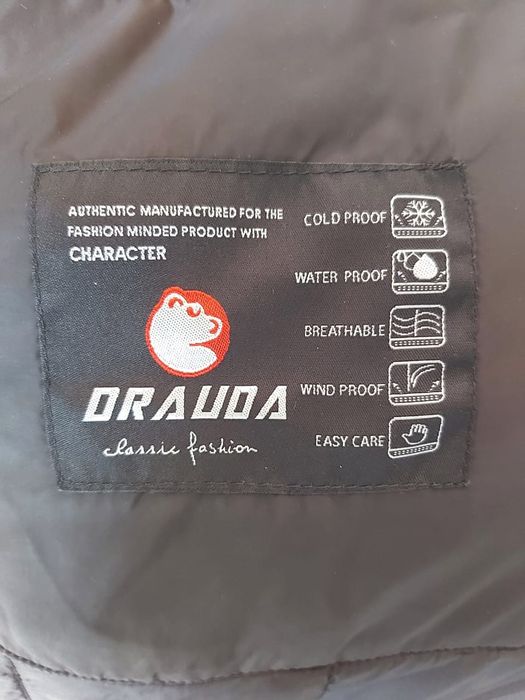 AUTHENTIC MANUFACTURED FOR THE
FASHION MINDED PRODUCT WITH
CHARACTER
DRAUDA
classic fashion
COLD PROOF
WATER PROOF
BREATHABLE
WIND PROOF
EASY CARE